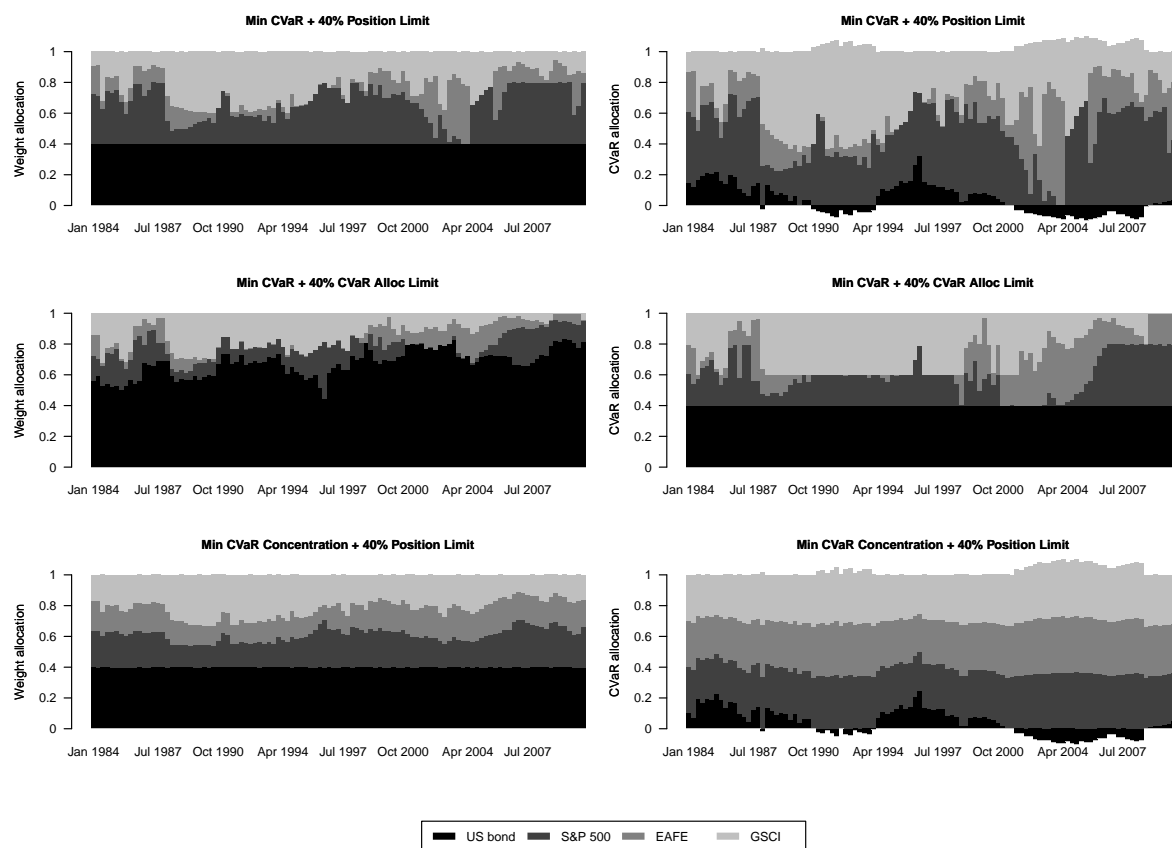 Min CVaR + 40% Position Limit
Weight allocation
1
0.8
0.6
0.4
0.2
0
Jan 1984 Jul 1987 Oct 1990 Apr 1994 Jul 1997 Oct 2000 Apr 2004 Jul 2007
Min CVaR + 40% Position Limit
CVaR allocation
1
0.8
0.6
0.4
0.2
0
Jan 1984 Jul 1987 Oct 1990 Apr 1994 Jul 1997 Oct 2000 Apr 2004 Jul 2007
Min CVaR + 40% CVaR Alloc Limit
Weight allocation
1
0.8
0.6
0.4
0.2
0
Jan 1984 Jul 1987 Oct 1990 Apr 1994 Jul 1997 Oct 2000 Apr 2004 Jul 2007
Min CVaR + 40% CVaR Alloc Limit
CVaR allocation
1
0.8
0.6
0.4
0.2
0
Jan 1984 Jul 1987 Oct 1990 Apr 1994 Jul 1997 Oct 2000 Apr 2004 Jul 2007
Min CVaR Concentration + 40% Position Limit
Weight allocation
1
0.8
0.6
0.4
0.2
0
Jan 1984 Jul 1987 Oct 1990 Apr 1994 Jul 1997 Oct 2000 Apr 2004 Jul 2007
Min CVaR Concentration + 40% Position Limit
CVaR allocation
1
0.8
0.6
0.4
0.2
0
Jan 1984 Jul 1987 Oct 1990 Apr 1994 Jul 1997 Oct 2000 Apr 2004 Jul 2007
US bond S&P 500 EAFE GSCI